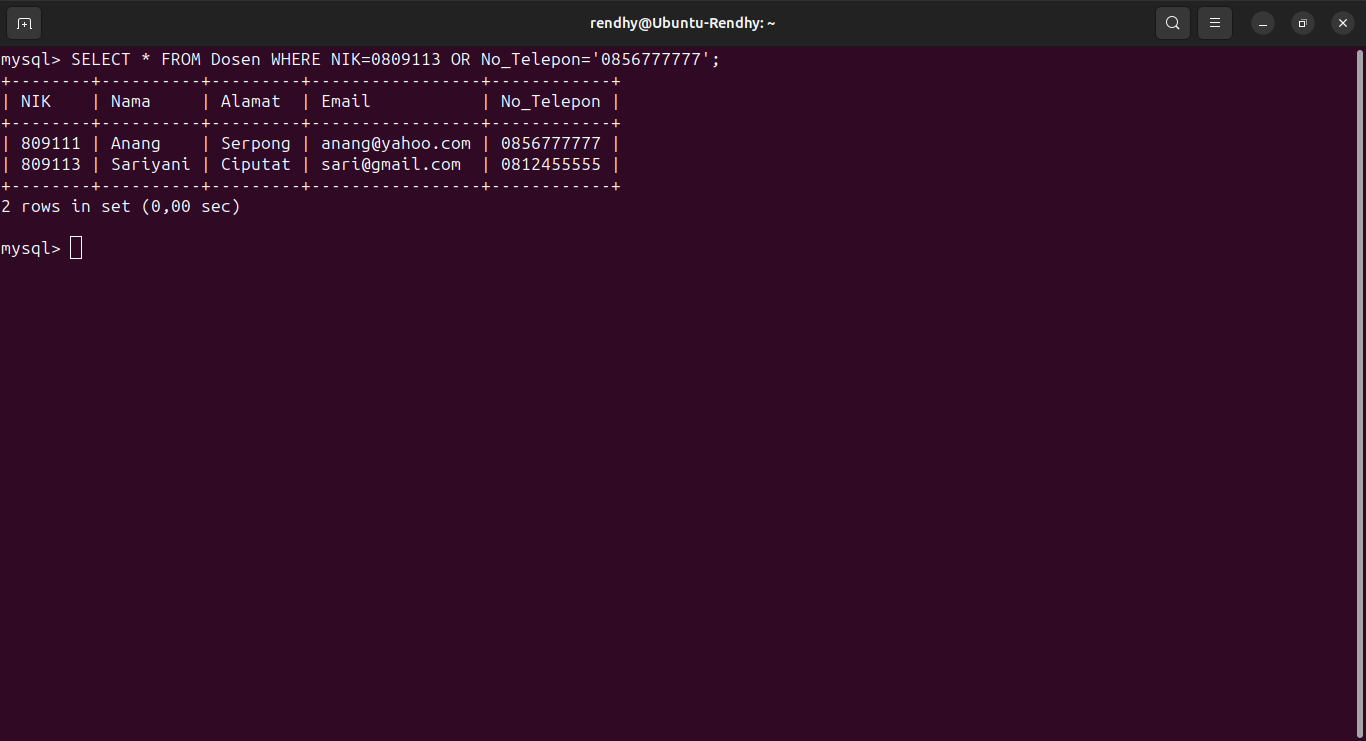 rendhy@Ubuntu-Rendhy: ~
mysql> SELECT * FROM Dosen WHERE NIK=0809113 OR No_Telepon='0856777777';
+--------+----------+---------+-----------------+------------+
| NIK    | Nama     | Alamat  | Email           | No_Telepon |
+--------+----------+---------+-----------------+------------+
| 809111 | Anang    | Serpong | anang@yahoo.com | 0856777777 |
| 809113 | Sariyani | Ciputat | sari@gmail.com  | 0812455555 |
+--------+----------+---------+-----------------+------------+
2 rows in set (0,00 sec)
mysql>